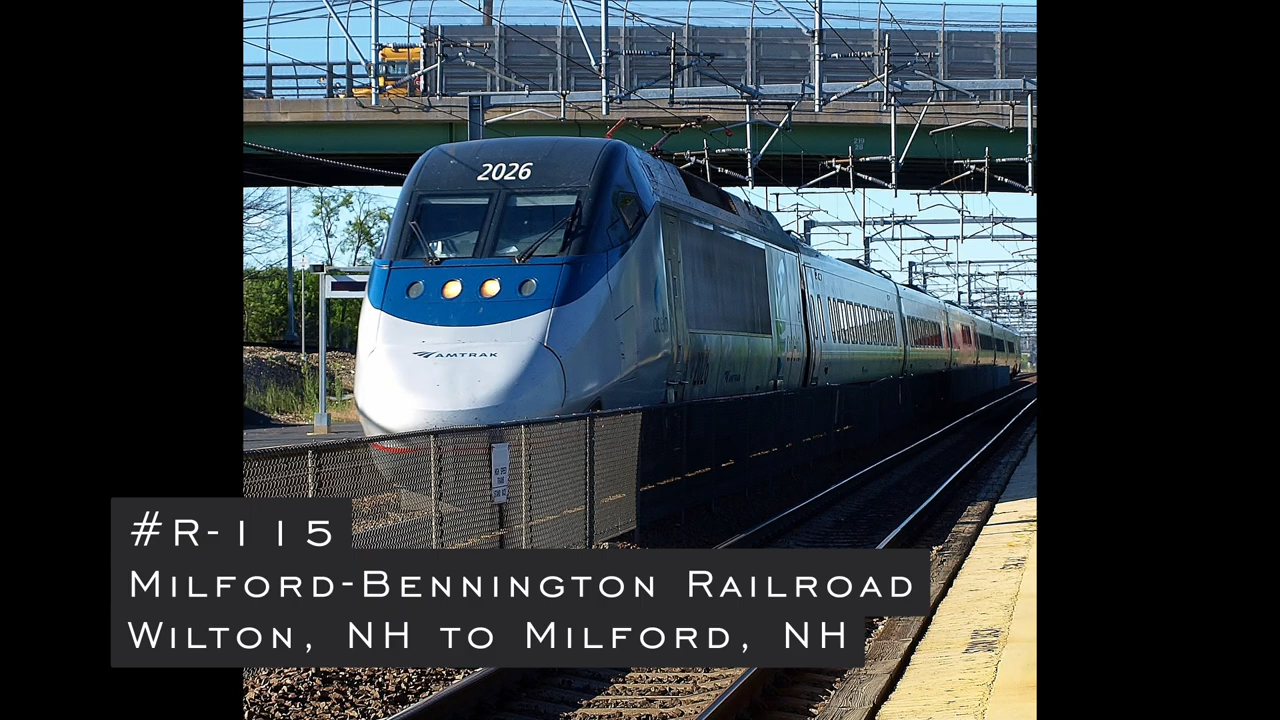 2026
AMTRAK
#R-115
Milford-Bennington Railroad
Wilton, NH to Milford, NH